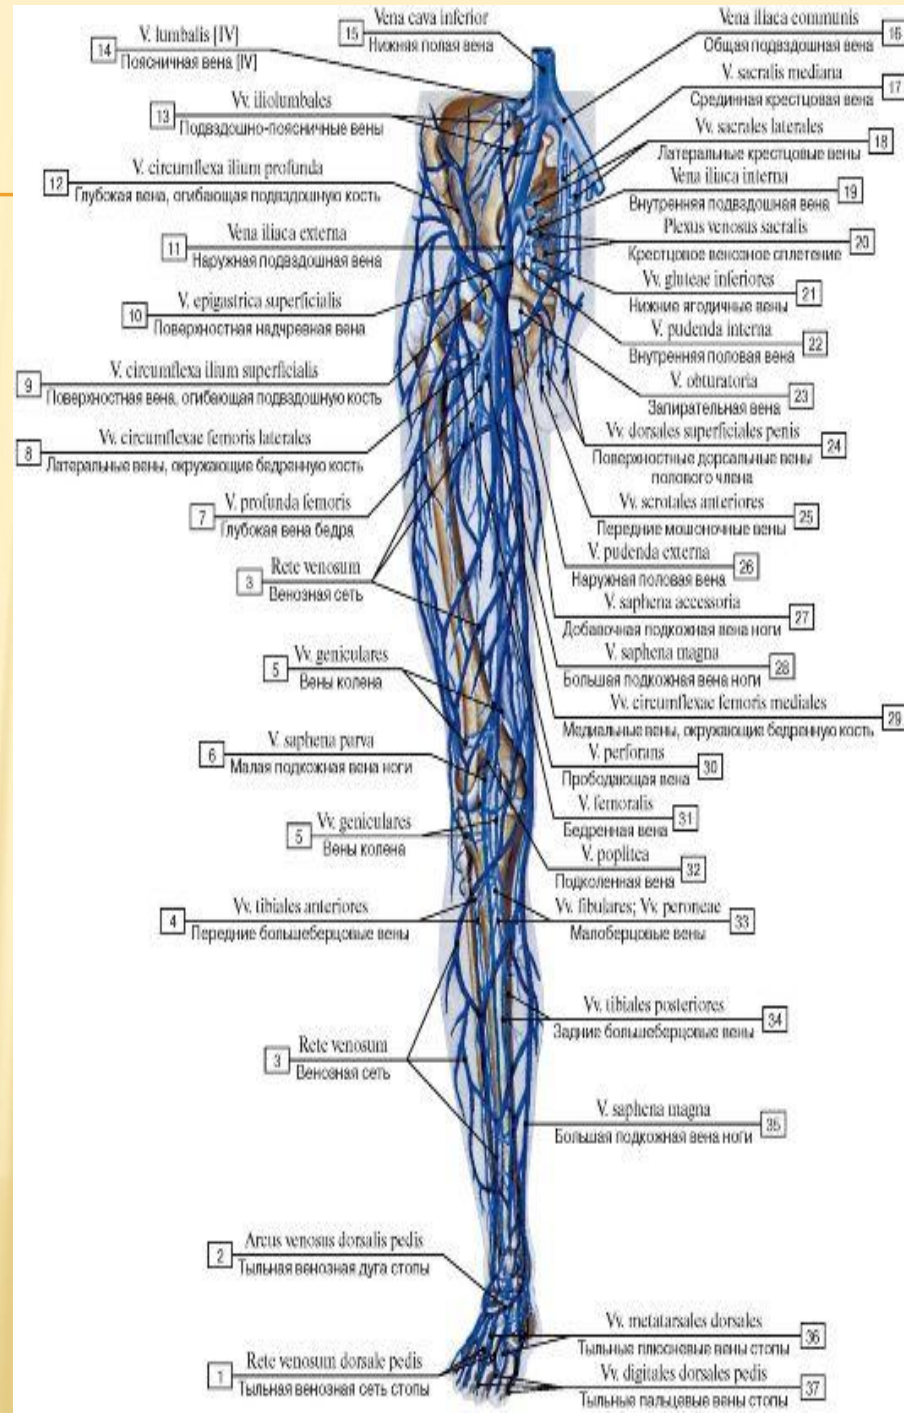 V. lumbalis [IV]
14
Поясничная вена [IV]
Vv. iliolumbales
13
Подвздошно-поясничные вены
V. circumflexa ilium profunda
12
Глубокая вена, огибающая подвздошную кость
Vena iliaca externa
11
Наружная подвздошная вена
V. epigastrica superficialis
10
Поверхностная надчревная вена
V. circumflexa ilium superficialis
9
Поверхностная вена, огибающая подвздошную кость
Vv. circumflexae femoris laterales
8
Латеральные вены, окружающие бедренную кость
V. profunda femoris
7
Глубокая вена бедра
Rete venosum
3
Венозная сеть
Vv. geniculares
5
Вены колена
V. saphena parva
6
Малая подкожная вена ноги
Vv. geniculares
5
Вены колена
Vv. tibiales anteriores
4
Передние большеберцовые вены
Rete venosum
3
Венозная сеть
Arcus venosus dorsalis pedis
2
Тыльная венозная дуга стопы
Rete venosum dorsale pedis
1
Тыльная венозная сеть стопы
Vena cava inferior
15
Нижняя полая вена
Vena iliaca communis
16
Общая подвздошная вена
V. sacralis mediana
17
Срединная крестцовая вена
Vv. sacrales laterales
18
Латеральные крестцовые вены
Vena iliaca interna
19
Внутренняя подвздошная вена
Plexus venosus sacralis
20
Крестцовое венозное сплетение
Vv. gluteae inferiores
21
Нижние ягодичные вены
V. pudenda interna
22
Внутренняя половая вена
V. obturatoria
23
Запирательная вена
Vv. dorsales superficiales penis
24
Поверхностные дорсальные вены
полового члена
Vv. scrotales anteriores
25
Передние мошоночные вены
V. pudenda externa
26
Наружная половая вена
V. saphena accessoria
27
Добавочная подкожная вена ноги
V. saphena magna
28
Большая подкожная вена ноги
Vv. circumflexae femoris mediales
29
Медиальные вены, окружающие бедренную кость
V. perforans
30
Прободающая вена
V. femoralis
31
Бедренная вена
V. poplitea
32
Подколенная вена
Vv. fibulares; Vv. peroneae
33
Малоберцовые вены
Vv. tibiales posteriores
34
Задние большеберцовые вены
V. saphena magna
35
Большая подкожная вена ноги
Vv. metatarsales dorsales
36
Тыльные плюсневые вены стопы
Vv. digitales dorsales pedis
37
Тыльные пальцевые вены стопы